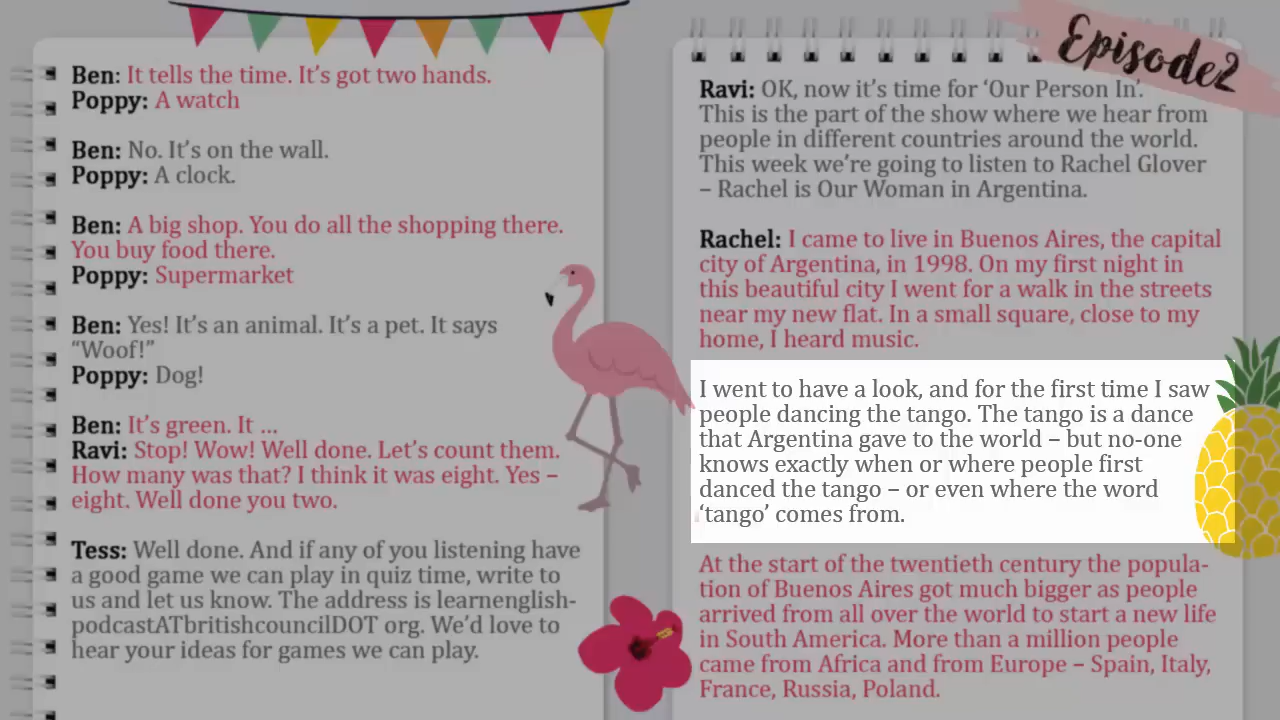 Ben: It tells the time. It's got two hands.
Poppy: A watch
Ben: No. It's on the wall.
Poppy: A clock.
Ben: A big shop. You do all the shopping there.
You buy food there.
Poppy: Supermarket
Ben: Yes! It's an animal. It's a pet. It says
“Woof!”
Poppy: Dog!
Ben: It's green. It ...
Ravi: Stop! Wow! Well done. Let's count them.
How many was that? I think it was eight. Yes –
eight. Well done you two.
Tess: Well done. And if any of you listening have
a good game we can play in quiz time, write to
us and let us know. The address is learnenglish-
podcastATbritishcouncilDOT org. We'd love to
hear your ideas for games we can play.
Episode2
Ravi: OK, now it's time for ‘Our Person In’.
This is the part of the show where we hear from
people in different countries around the world.
This week we're going to listen to Rachel Glover
– Rachel is Our Woman in Argentina.
Rachel: I came to live in Buenos Aires, the capital
city of Argentina, in 1998. On my first night in
this beautiful city I went for a walk in the streets
near my new flat. In a small square, close to my
home, I heard music.
I went to have a look, and for the first time I saw
people dancing the tango. The tango is a dance
that Argentina gave to the world – but no-one
knows exactly when or where people first
danced the tango – or even where the word
‘tango’ comes from.
At the start of the twentieth century the popula-
tion of Buenos Aires got much bigger as people
arrived from all over the world to start a new life
in South America. More than a million people
came from Africa and from Europe – Spain, Italy,
France, Russia, Poland.